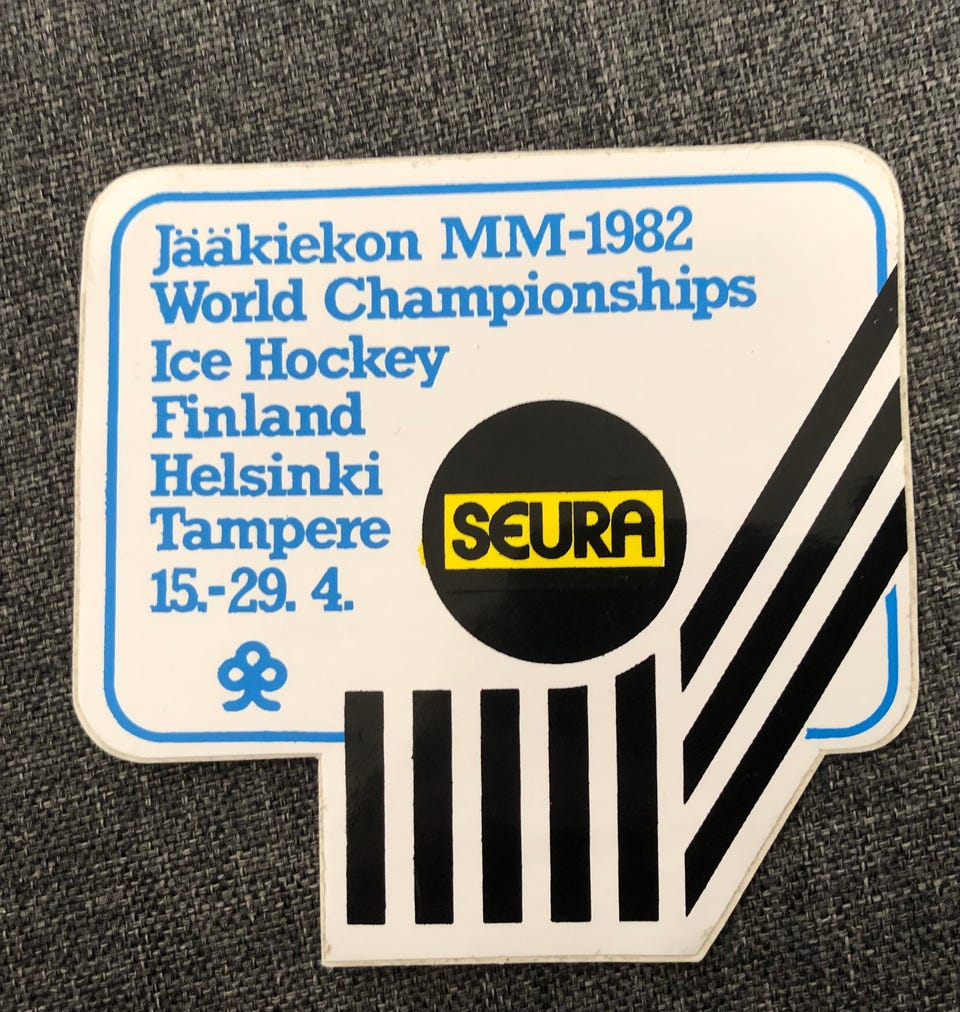 Jääkiekon MM-1982
World Championships
Ice Hockey
Finland
Helsinki
Tampere
15.-29. 4.
SEURA